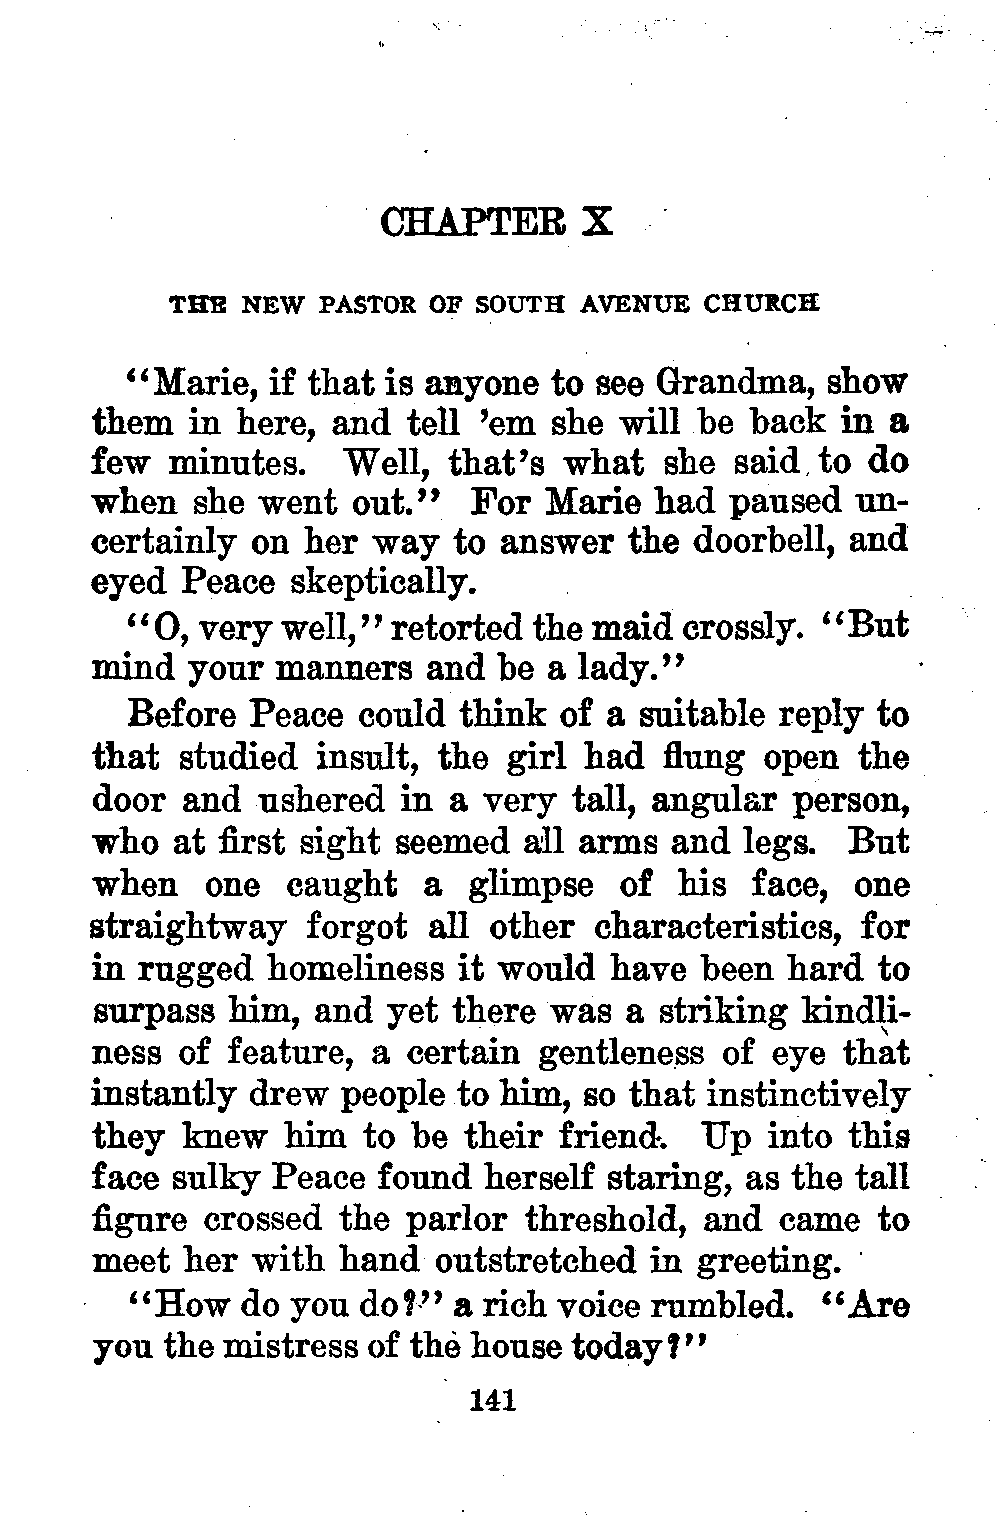 CHAPTER X
THE NEW PASTOR OF SOUTH AVENUE CHURCH
“Marie, if that is anyone to see Grandma, show
them in here, and tell ’em she will be back in a
few minutes. Well, that’s what she said to do
when she went out.” For Marie had paused un-
certainly on her way to answer the doorbell, and
eyed Peace skeptically.
“O, very well,” retorted the maid crossly. “But
mind your manners and be a lady.”
Before Peace could think of a suitable reply to
that studied insult, the girl had flung open the
door and ushered in a very tall, angular person,
who at first sight seemed all arms and legs. But
when one caught a glimpse of his face, one
straightway forgot all other characteristics, for
in rugged homeliness it would have been hard to
surpass him, and yet there was a striking kindli-
ness of feature, a certain gentleness of eye that
instantly drew people to him, so that instinctively
they knew him to be their friend. Up into this
face sulky Peace found herself staring, as the tall
figure crossed the parlor threshold, and came to
meet her with hand outstretched in greeting.
“How do you do?” a rich voice rumbled. “Are
you the mistress of the house today?”
141